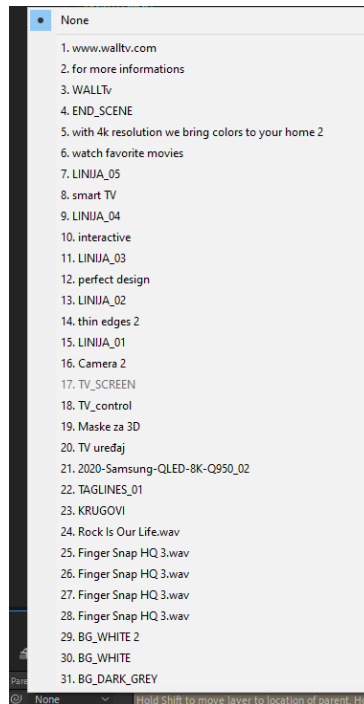 None
1. www.walltv.com
2. for more informations
3. WALLTv
4. END_SCENE
5. with 4k resolution we bring colors to your home 2
6. watch favorite movies
7. LINIJA_05
8. smart TV
9. LINIJA_04
10. interactive
11. LINIJA_03
12. perfect design
13. LINIJA_02
14. thin edges 2
15. LINIJA_01
16. Camera 2
17. TV_SCREEN
18. TV_control
19. Maske za 3D
20. TV uređaj
21. 2020-Samsung-QLED-8K-Q950_02
22. TAGLINES_01
23. KRUGOVI
24. Rock Is Our Life.wav
25. Finger Snap HQ 3.wav
26. Finger Snap HQ 3.wav
27. Finger Snap HQ 3.wav
28. Finger Snap HQ 3.wav
29. BG_WHITE 2
30. BG_WHITE
31. BG_DARK_GREY
Pare
None Hold Shift to move layer to location of parent.